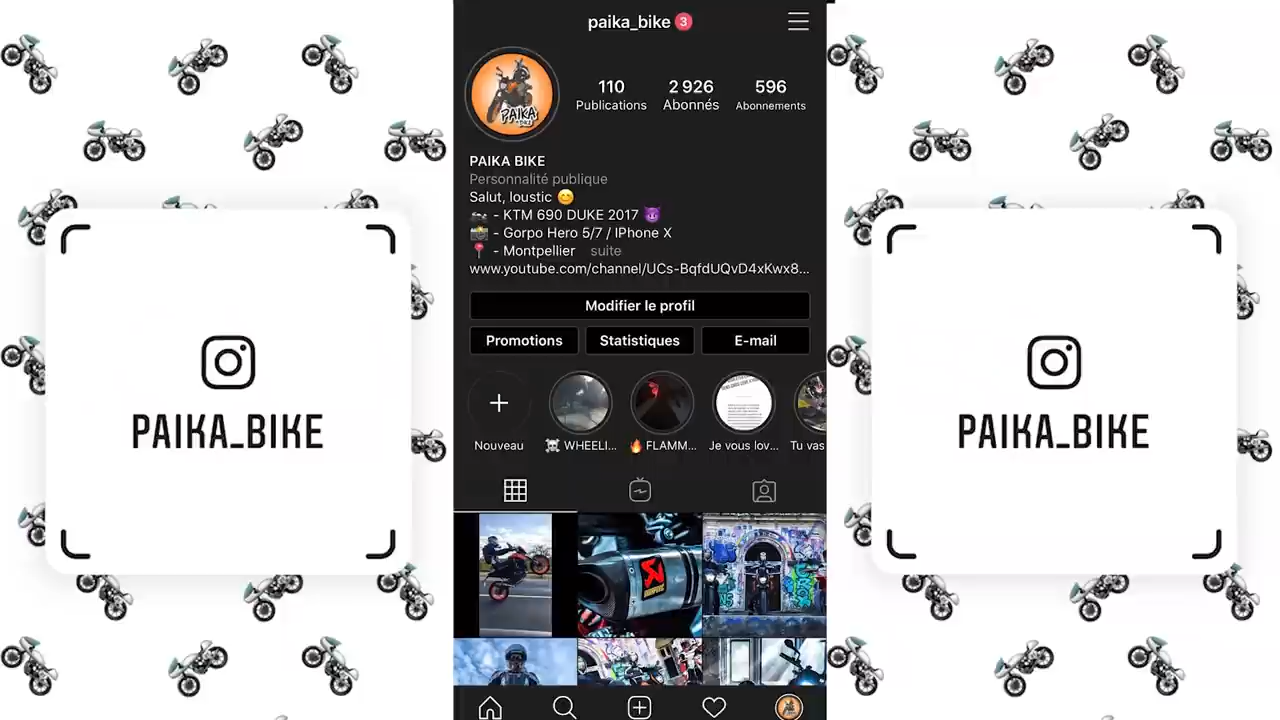 paika_bike 3
110 2 926 596
Publications Abonnés Abonnements
PAIKA BIKE
PAIKA BIKE
Personnalité publique
Salut, loustic 😊
🏍 - KTM 690 DUKE 2017 😈
📸 - Gorpo Hero 5/7 / IPhone X
📍 - Montpellier suite
www.youtube.com/channel/UCs-BqfdUQvD4xKwx8...
Modifier le profil
Promotions Statistiques E-mail
Nouveau ☠️ WHEELI... 🔥 FLAMM... Je vous lov... Tu vas
PAIKA_BIKE
PAIKA_BIKE